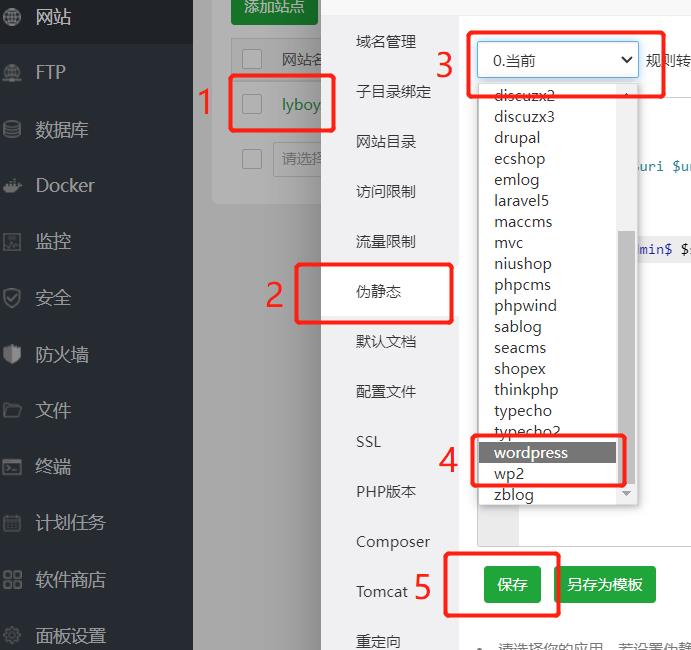 网站
FTP
数据库
Docker
监控
安全
防火墙
文件
终端
计划任务
软件商店
面板设置
添加站点
网站名
1
lyboy
请选择
域名管理
子目录绑定
网站目录
访问限制
流量限制
2
伪静态
默认文档
配置文件
SSL
PHP版本
Composer
Tomcat
重定向
3
0.当前
规则转
discuzx2
discuzx3
drupal
ecshop
emlog
laravel5
maccms
mvc
niushop
phpcms
phpwind
sablog
seacms
shopex
thinkphp
typecho
typecho2
4
wordpress
wp2
zblog
uri $ur
min$ $s
5
保存
另存为模板
请选择您的应用，若设置伪静